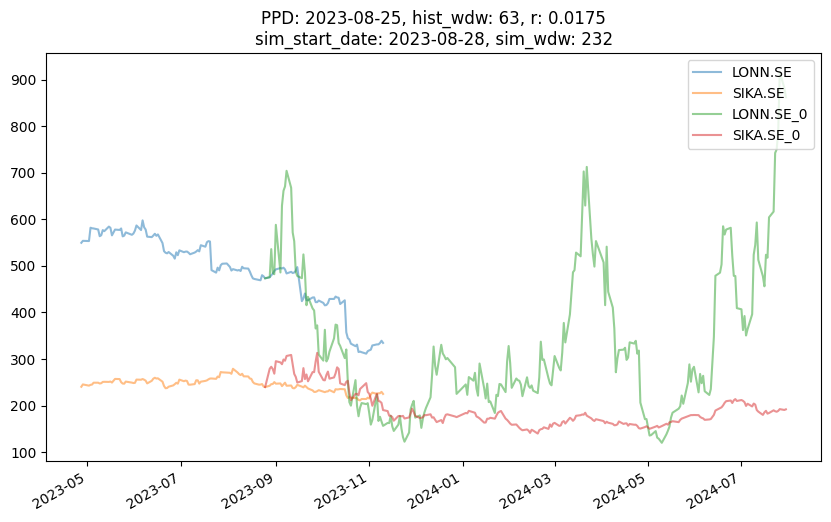 PPD: 2023-08-25, hist_wdw: 63, r: 0.0175
sim_start_date: 2023-08-28, sim_wdw: 232
900
800
700
600
500
400
300
200
100
LONN.SE
SIKA.SE
LONN.SE_0
SIKA.SE_0
2023-05
2023-07
2023-09
2023-11
2024-01
2024-03
2024-05
2024-07